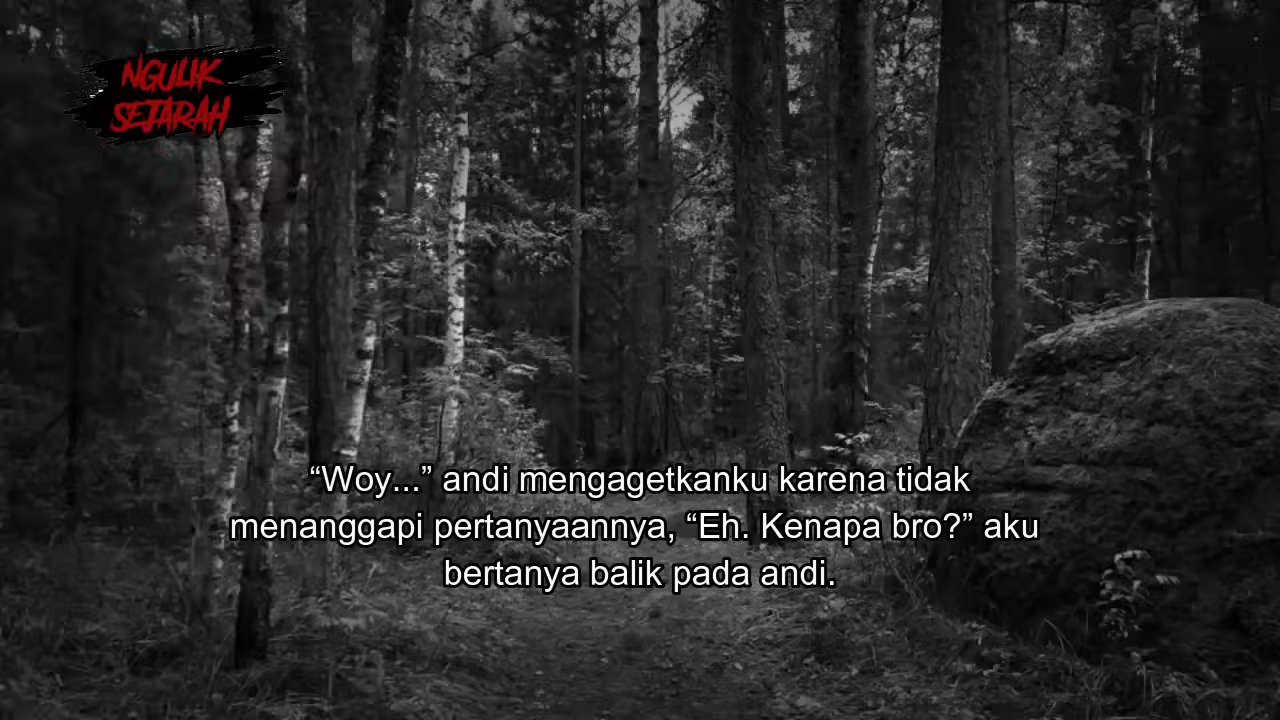 NGULIK
SEJARAH
“Woy...” andi mengagetkanku karena tidak
menanggapi pertanyaannya, “Eh. Kenapa bro?” aku
bertanya balik pada andi.